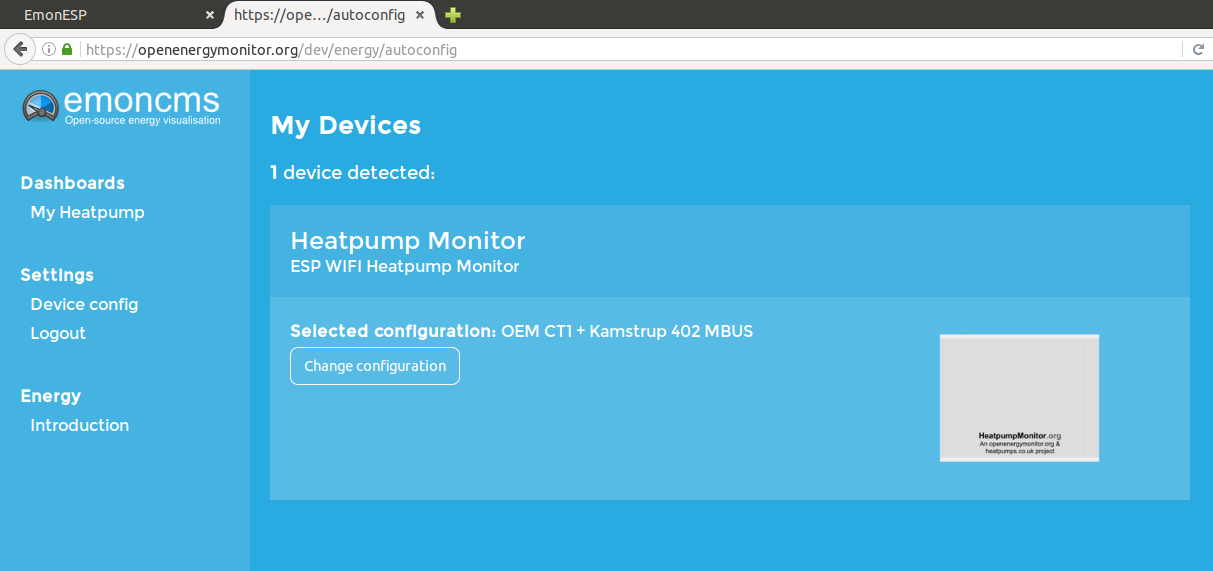 EmonESP
https://ope…/autoconfig
https://openenergymonitor.org/dev/energy/autoconfig
emoncms
Open-source energy visualisation
Dashboards
My Heatpump
Settings
Device config
Logout
Energy
Introduction
My Devices
1 device detected:
Heatpump Monitor
ESP WIFI Heatpump Monitor
Selected configuration: OEM CT1 + Kamstrup 402 MBUS
Change configuration
HeatpumpMonitor.org
An openenergymonitor.org &
heatpumps.co.uk project